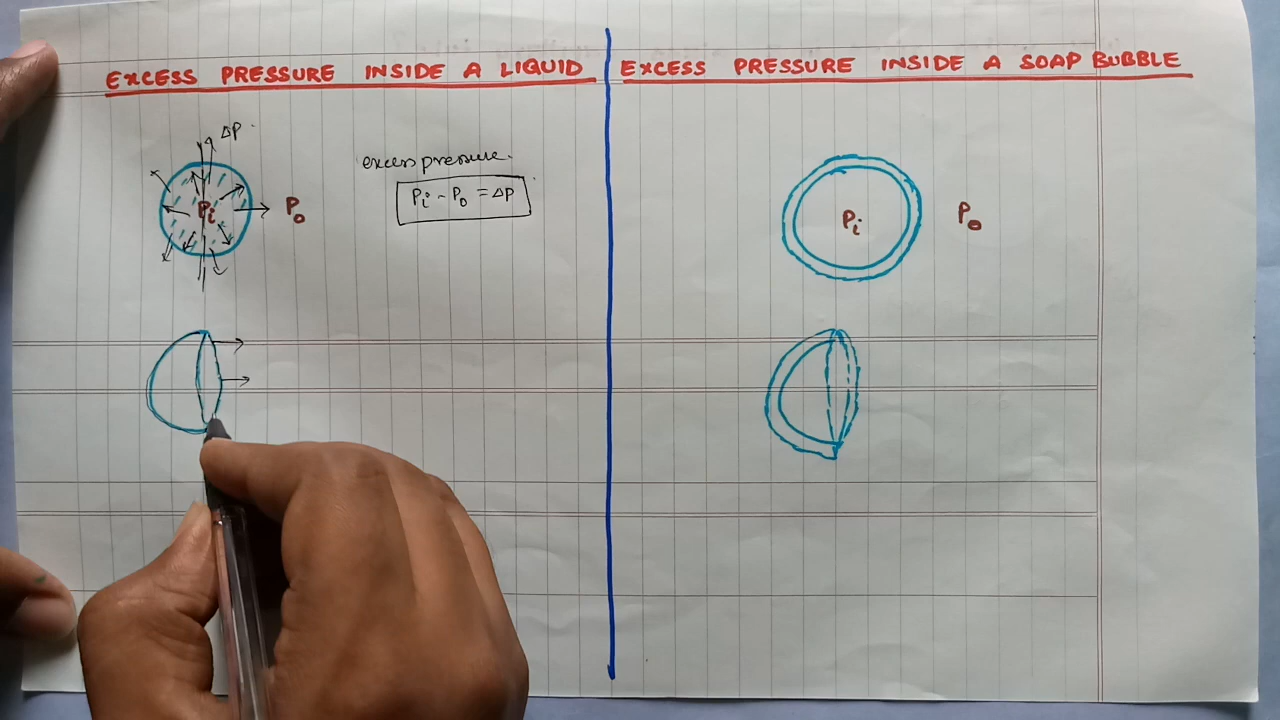 EXCESS PRESSURE INSIDE A LIQUID
ΔP
excess pressure.
Pi - Po = ΔP
Pi
Po
EXCESS PRESSURE INSIDE A SOAP BUBBLE
Pi
Po